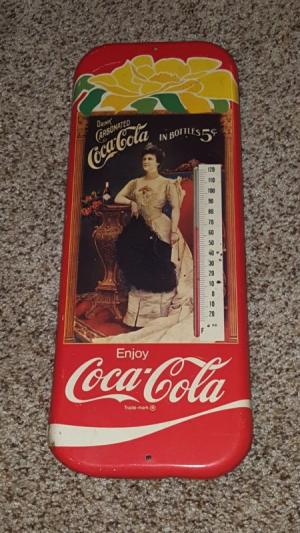 DRINK
CARBONATED
Coca-Cola
IN BOTTLES 5¢
120
110
100
90
80
70
60
50
40
30
20
10
0
10
20
F
Enjoy
Coca-Cola
Trade-mark ®